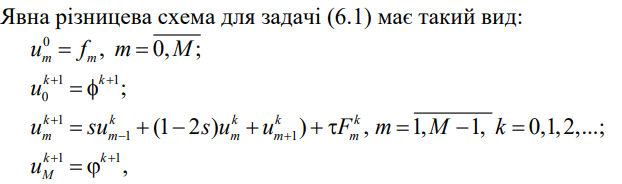 Явна різницева схема для задачі (6.1) має такий вид:
$u_m^0 = f_m,\ m = \overline{0, M;}$
$u_0^{k+1} = \phi^{k+1};$
$u_m^{k+1} = su_{m-1}^k + (1-2s)u_m^k + u_{m+1}^k) + \tau F_m^k,\ m = \overline{1, M-1,}\ k = 0,1,2,...;$
$u_M^{k+1} = \varphi^{k+1},$